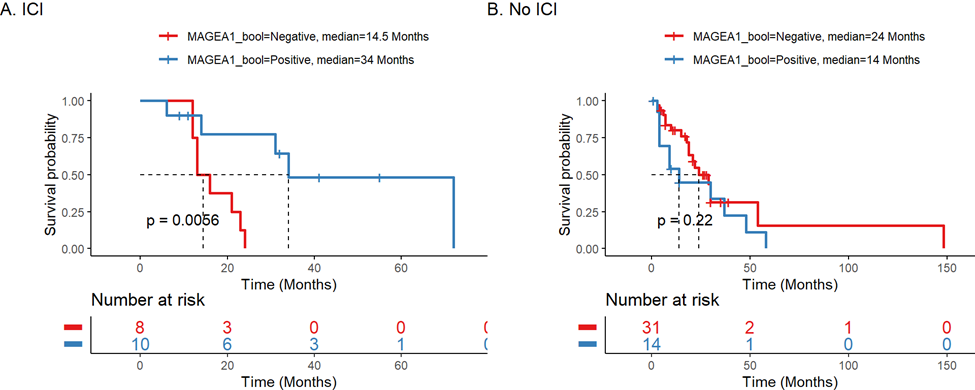 A. ICI
MAGEA1_bool=Negative, median=14.5 Months
MAGEA1_bool=Positive, median=34 Months
Survival probability
1.00
0.75
0.50
0.25
0.00
p = 0.0056
0 20 40 60
Time (Months)
Number at risk
8 3 0 0 0
10 6 3 1 0
0 20 40 60
Time (Months)
B. No ICI
MAGEA1_bool=Negative, median=24 Months
MAGEA1_bool=Positive, median=14 Months
Survival probability
1.00
0.75
0.50
0.25
0.00
p = 0.22
0 50 100 150
Time (Months)
Number at risk
31 2 1 0
14 1 0 0
0 50 100 150
Time (Months)